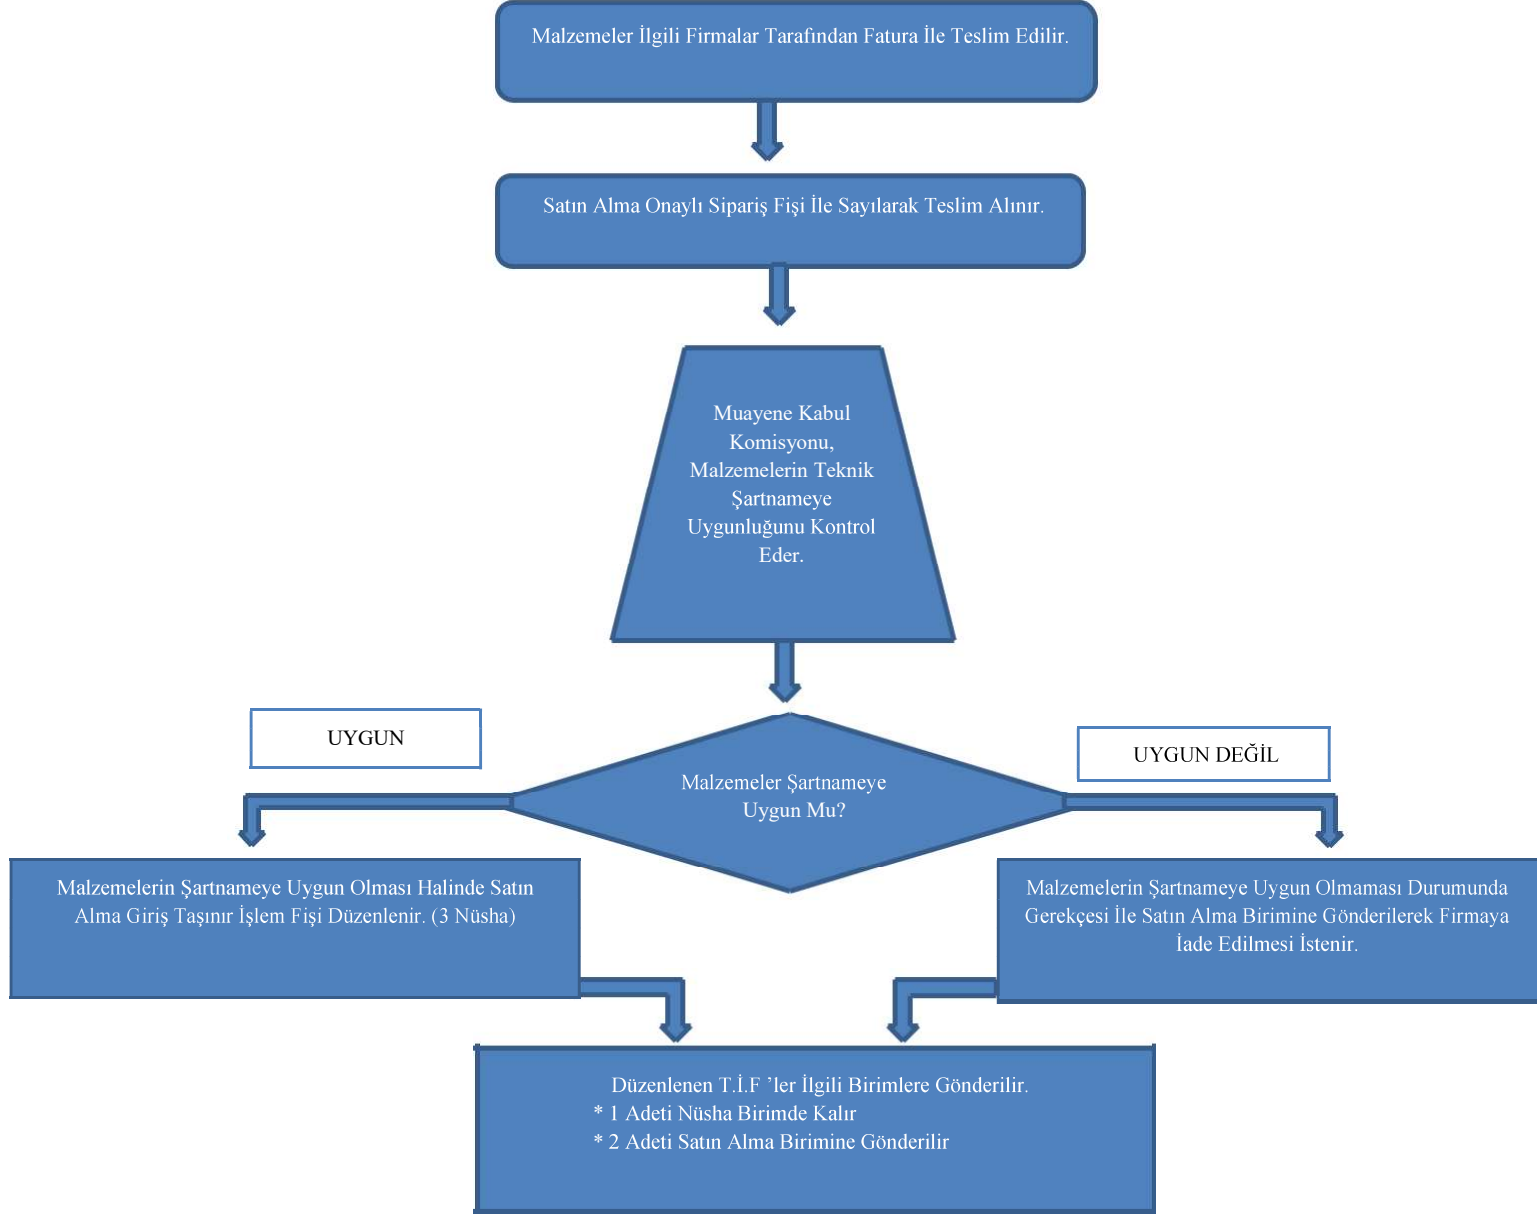 Malzemeler İlgili Firmalar Tarafından Fatura İle Teslim Edilir.
Satın Alma Onaylı Sipariş Fişi İle Sayılarak Teslim Alınır.
Muayene Kabul
Komisyonu,
Malzemelerin Teknik
Şartnameye
Uygunluğunu Kontrol
Eder.
UYGUN
UYGUN DEĞİL
Malzemeler Şartnameye
Uygun Mu?
Malzemelerin Şartnameye Uygun Olması Halinde Satın
Alma Giriş Taşınır İşlem Fişi Düzenlenir. (3 Nüsha)
Malzemelerin Şartnameye Uygun Olmaması Durumunda
Gerekçesi İle Satın Alma Birimine Gönderilerek Firmaya
İade Edilmesi İstenir.
Düzenlenen T.İ.F ’ler İlgili Birimlere Gönderilir.
* 1 Adeti Nüsha Birimde Kalır
* 2 Adeti Satın Alma Birimine Gönderilir